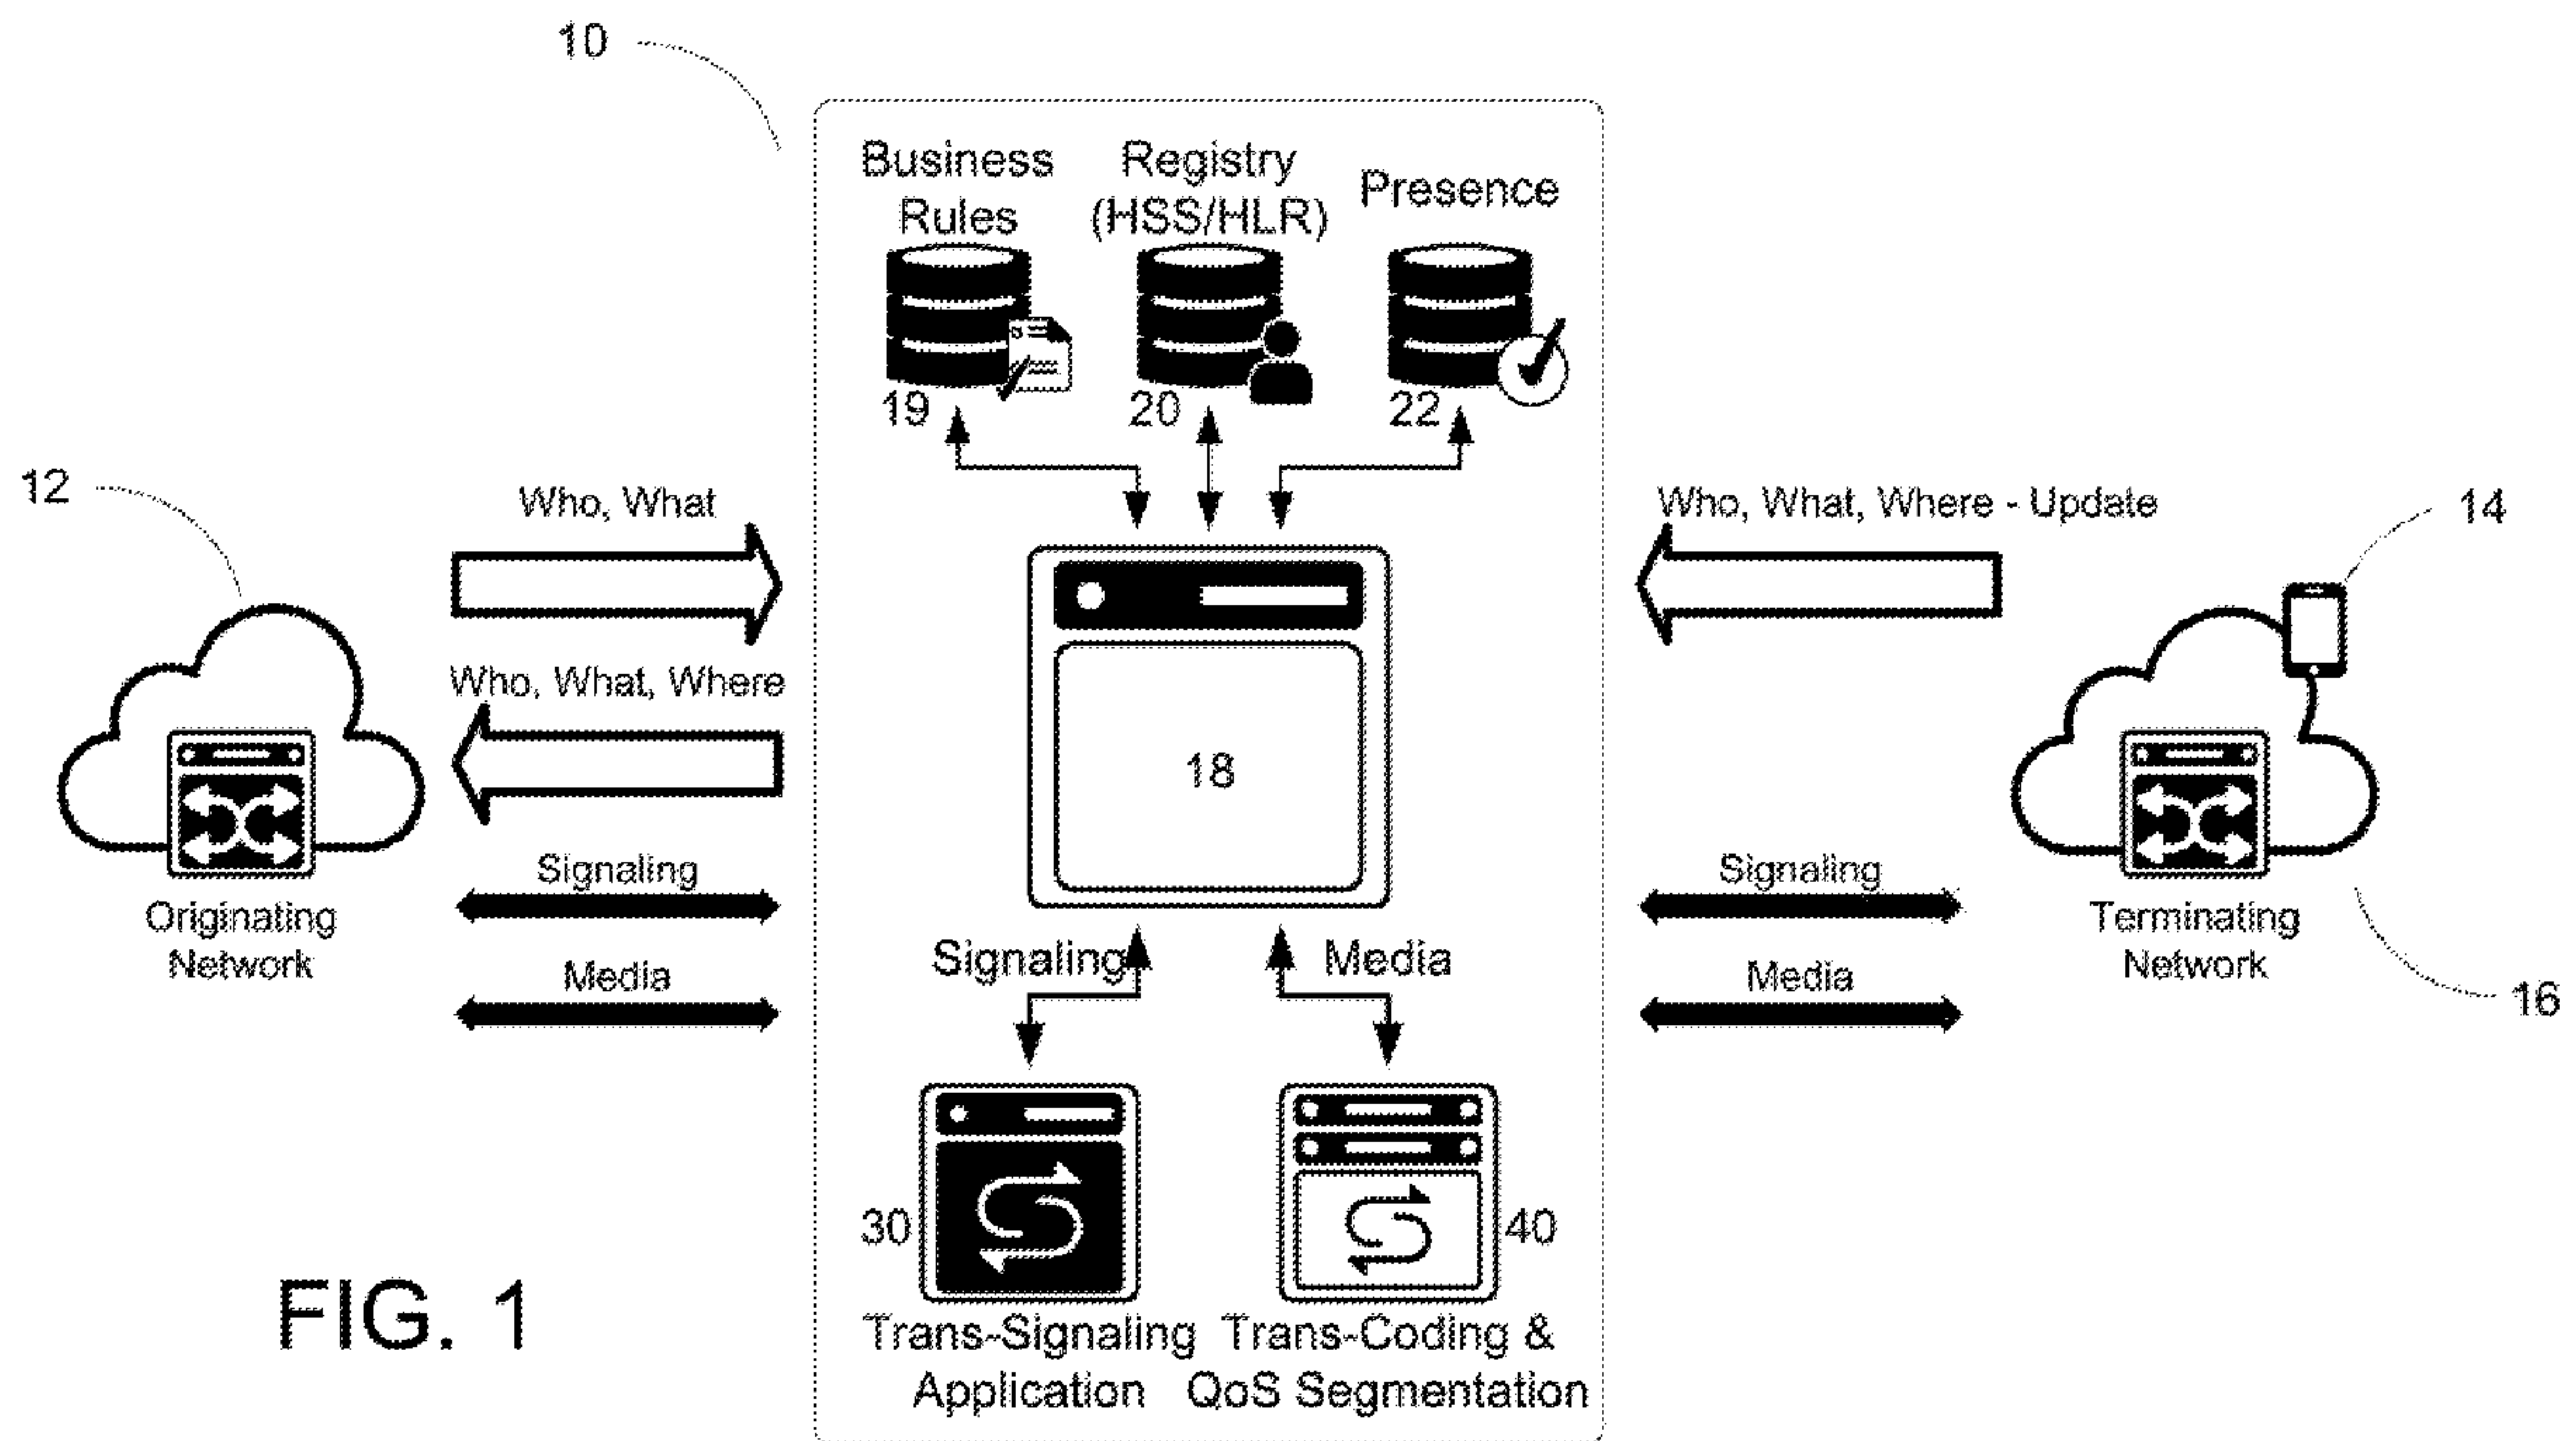 10
Business
Rules
Registry
(HSS/HLR)
Presence
19
20
22
12
Who, What
Who, What, Where - Update
14
Who, What, Where
18
Originating
Network
Signaling
Media
Signaling
Media
Signaling
Media
Terminating
Network
16
30
40
Trans-Signaling
Application
Trans-Coding &
QoS Segmentation
FIG. 1